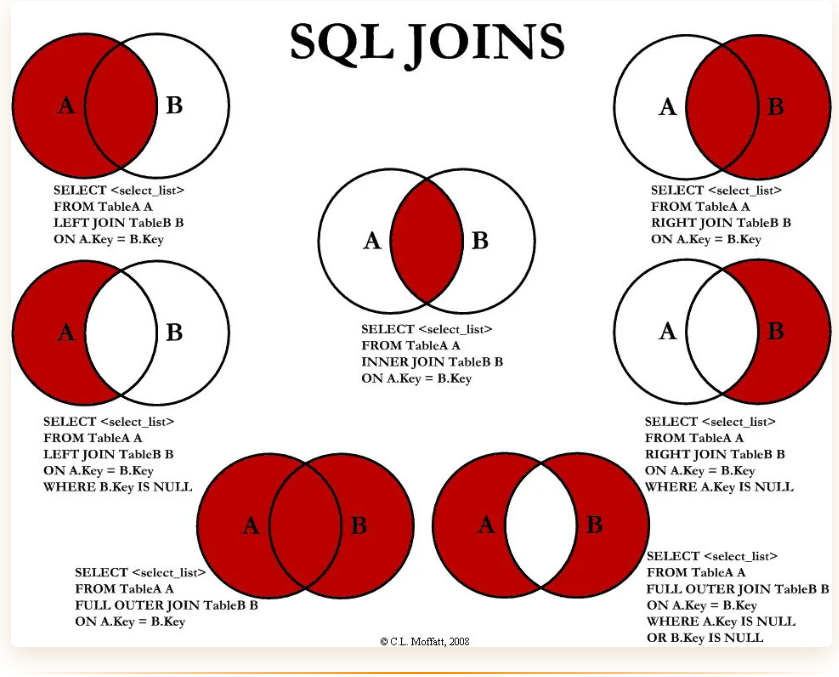 SQL JOINS
A B
SELECT <select_list>
FROM TableA A
LEFT JOIN TableB B
ON A.Key = B.Key
A B
SELECT <select_list>
FROM TableA A
RIGHT JOIN TableB B
ON A.Key = B.Key
A B
SELECT <select_list>
FROM TableA A
INNER JOIN TableB B
ON A.Key = B.Key
A B
SELECT <select_list>
FROM TableA A
LEFT JOIN TableB B
ON A.Key = B.Key
WHERE B.Key IS NULL
A B
SELECT <select_list>
FROM TableA A
RIGHT JOIN TableB B
ON A.Key = B.Key
WHERE A.Key IS NULL
A B
SELECT <select_list>
FROM TableA A
FULL OUTER JOIN TableB B
ON A.Key = B.Key
A B
SELECT <select_list>
FROM TableA A
FULL OUTER JOIN TableB B
ON A.Key = B.Key
WHERE A.Key IS NULL
OR B.Key IS NULL
© C.L. Moffatt, 2008